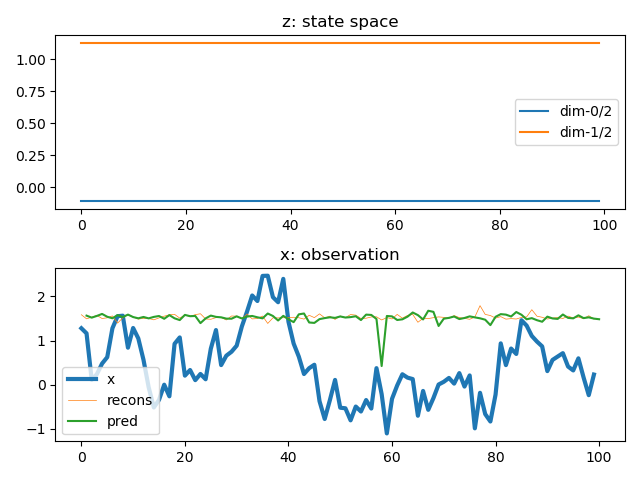 z: state space
1.00
0.75
0.50
0.25
0.00
dim-0/2
dim-1/2
0 20 40 60 80 100
x: observation
2
1
0
−1
x
recons
pred
0 20 40 60 80 100